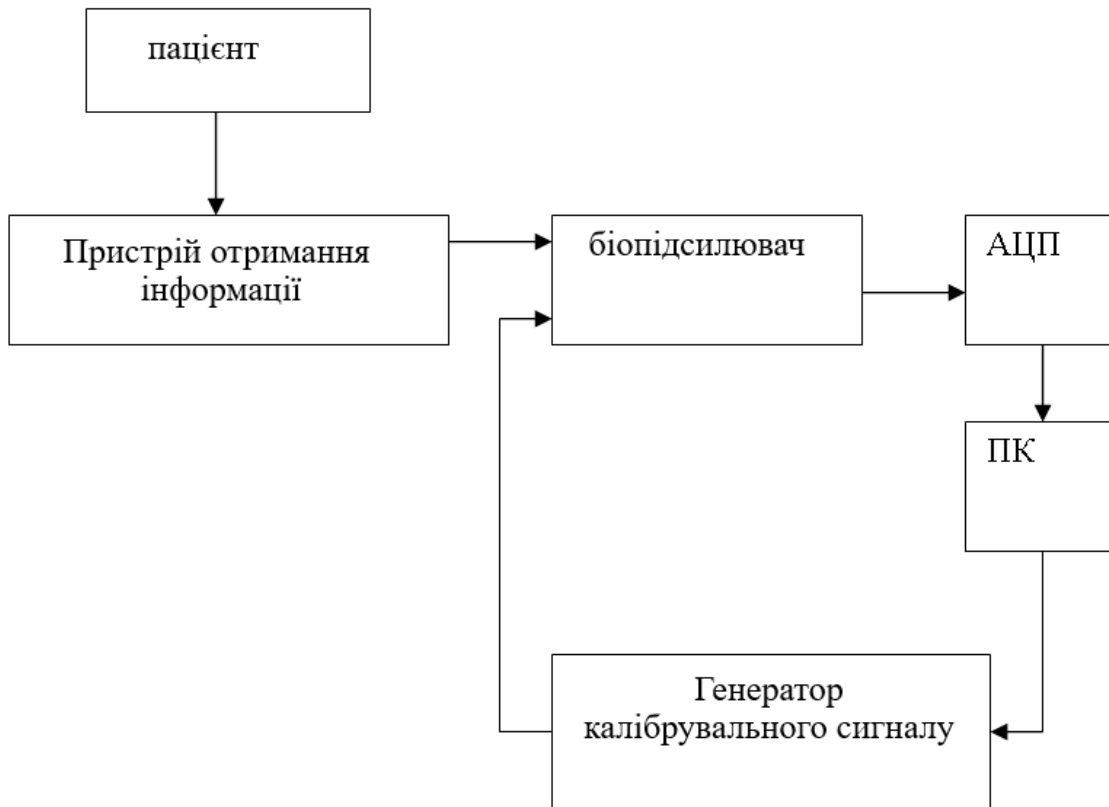 пацієнт
Пристрій отримання
інформації
біопідсилювач
АЦП
ПК
Генератор
калібрувального сигналу